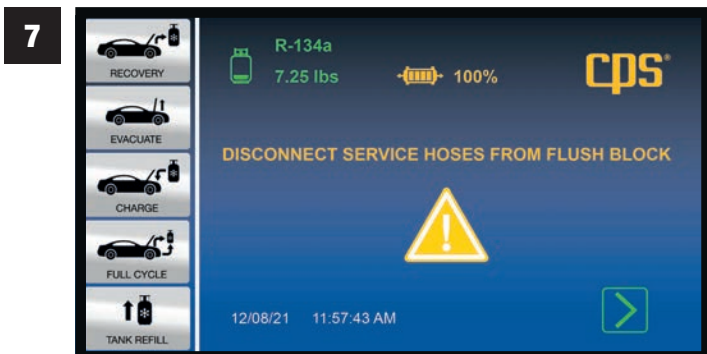 7
RECOVERY
EVACUATE
CHARGE
FULL CYCLE
TANK REFILL
R-134a
7.25 lbs
100%
cps®
DISCONNECT SERVICE HOSES FROM FLUSH BLOCK
12/08/21 11:57:43 AM